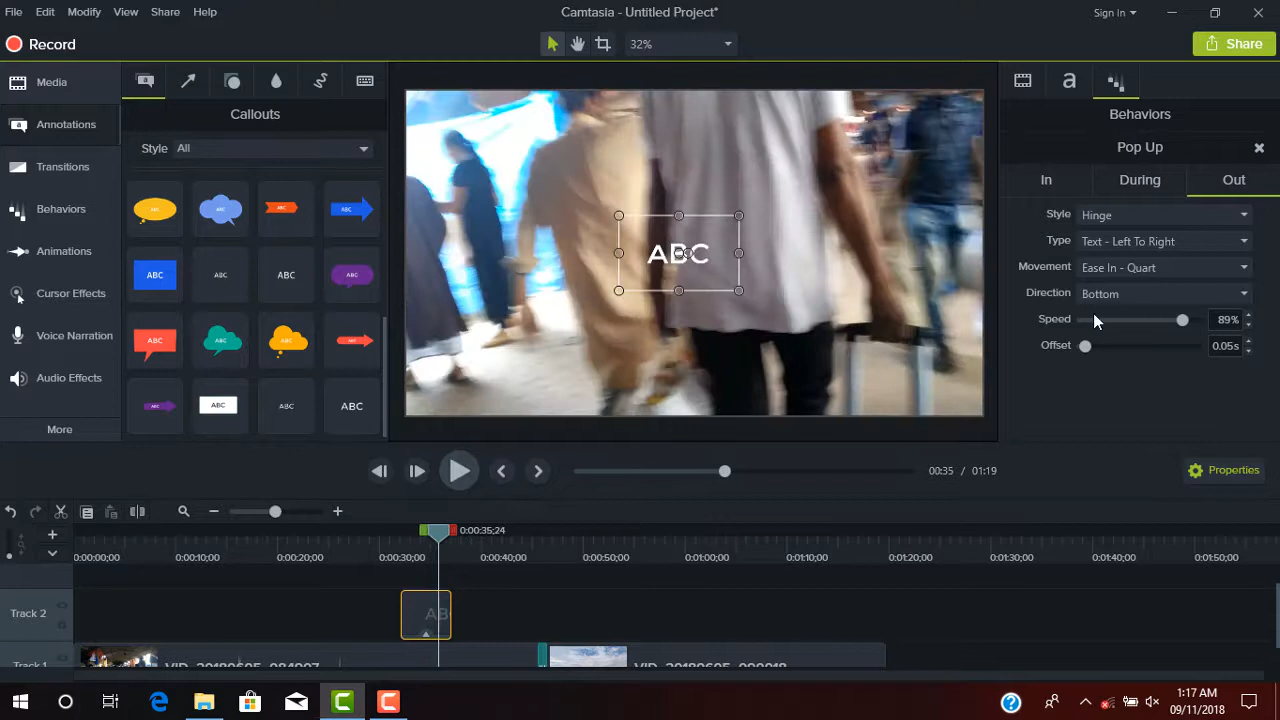 File Edit Modify View Share Help
Camtasia - Untitled Project*
Sign In
Record
32%
Share
Media
Annotations
Transitions
Behaviors
Animations
Cursor Effects
Voice Narration
Audio Effects
More
Callouts
Style All
ABC ABC ABC ABC
ABC ABC ABC ABC
ABC ABC ABC ABC
ABC ABC ABC ABC
ABC
Behaviors
Pop Up
In During Out
Style Hinge
Type Text - Left To Right
Movement Ease In - Quart
Direction Bottom
Speed 89%
Offset 0.05s
00:35 / 01:19
Properties
0:00:35;24
0:00:00;00 0:00:10;00 0:00:20;00 0:00:30;00 0:00:40;00 0:00:50;00 0:01:00;00 0:01:10;00 0:01:20;00 0:01:30;00 0:01:40;00 0:01:50;00
Track 2
AB
Track 1
VID_20180605_084007
VID_20180605_090018
1:17 AM
09/11/2018